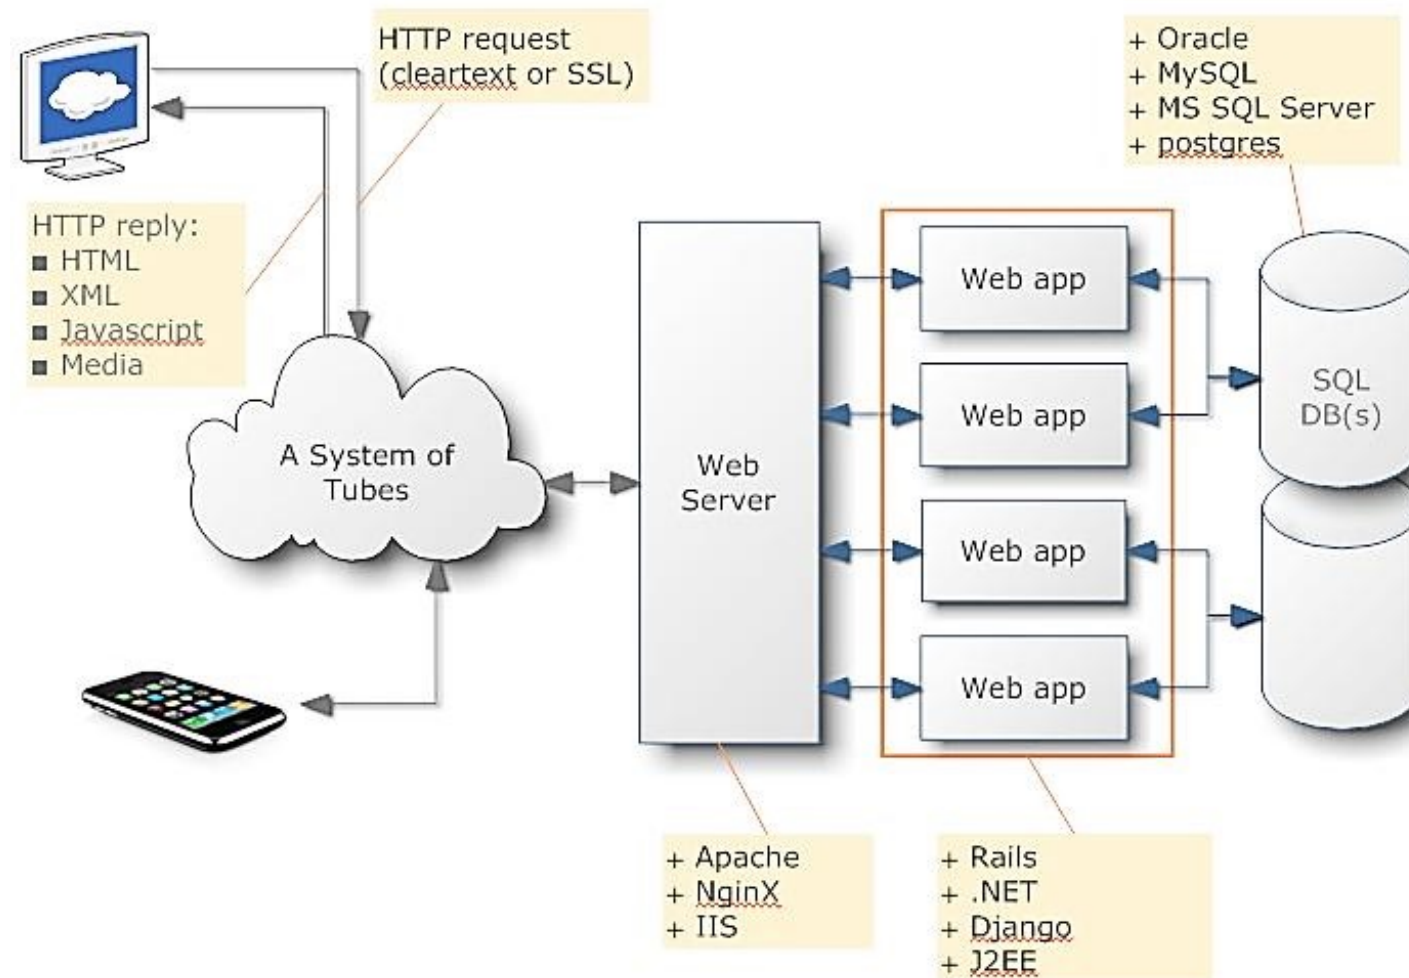 HTTP request
(cleartext or SSL)
+ Oracle
+ MySQL
+ MS SQL Server
+ postgres
HTTP reply:
▪ HTML
▪ XML
▪ Javascript
▪ Media
A System of
Tubes
Web
Server
Web app
Web app
Web app
Web app
SQL
DB(s)
+ Apache
+ NginX
+ IIS
+ Rails
+ .NET
+ Django
+ J2EE